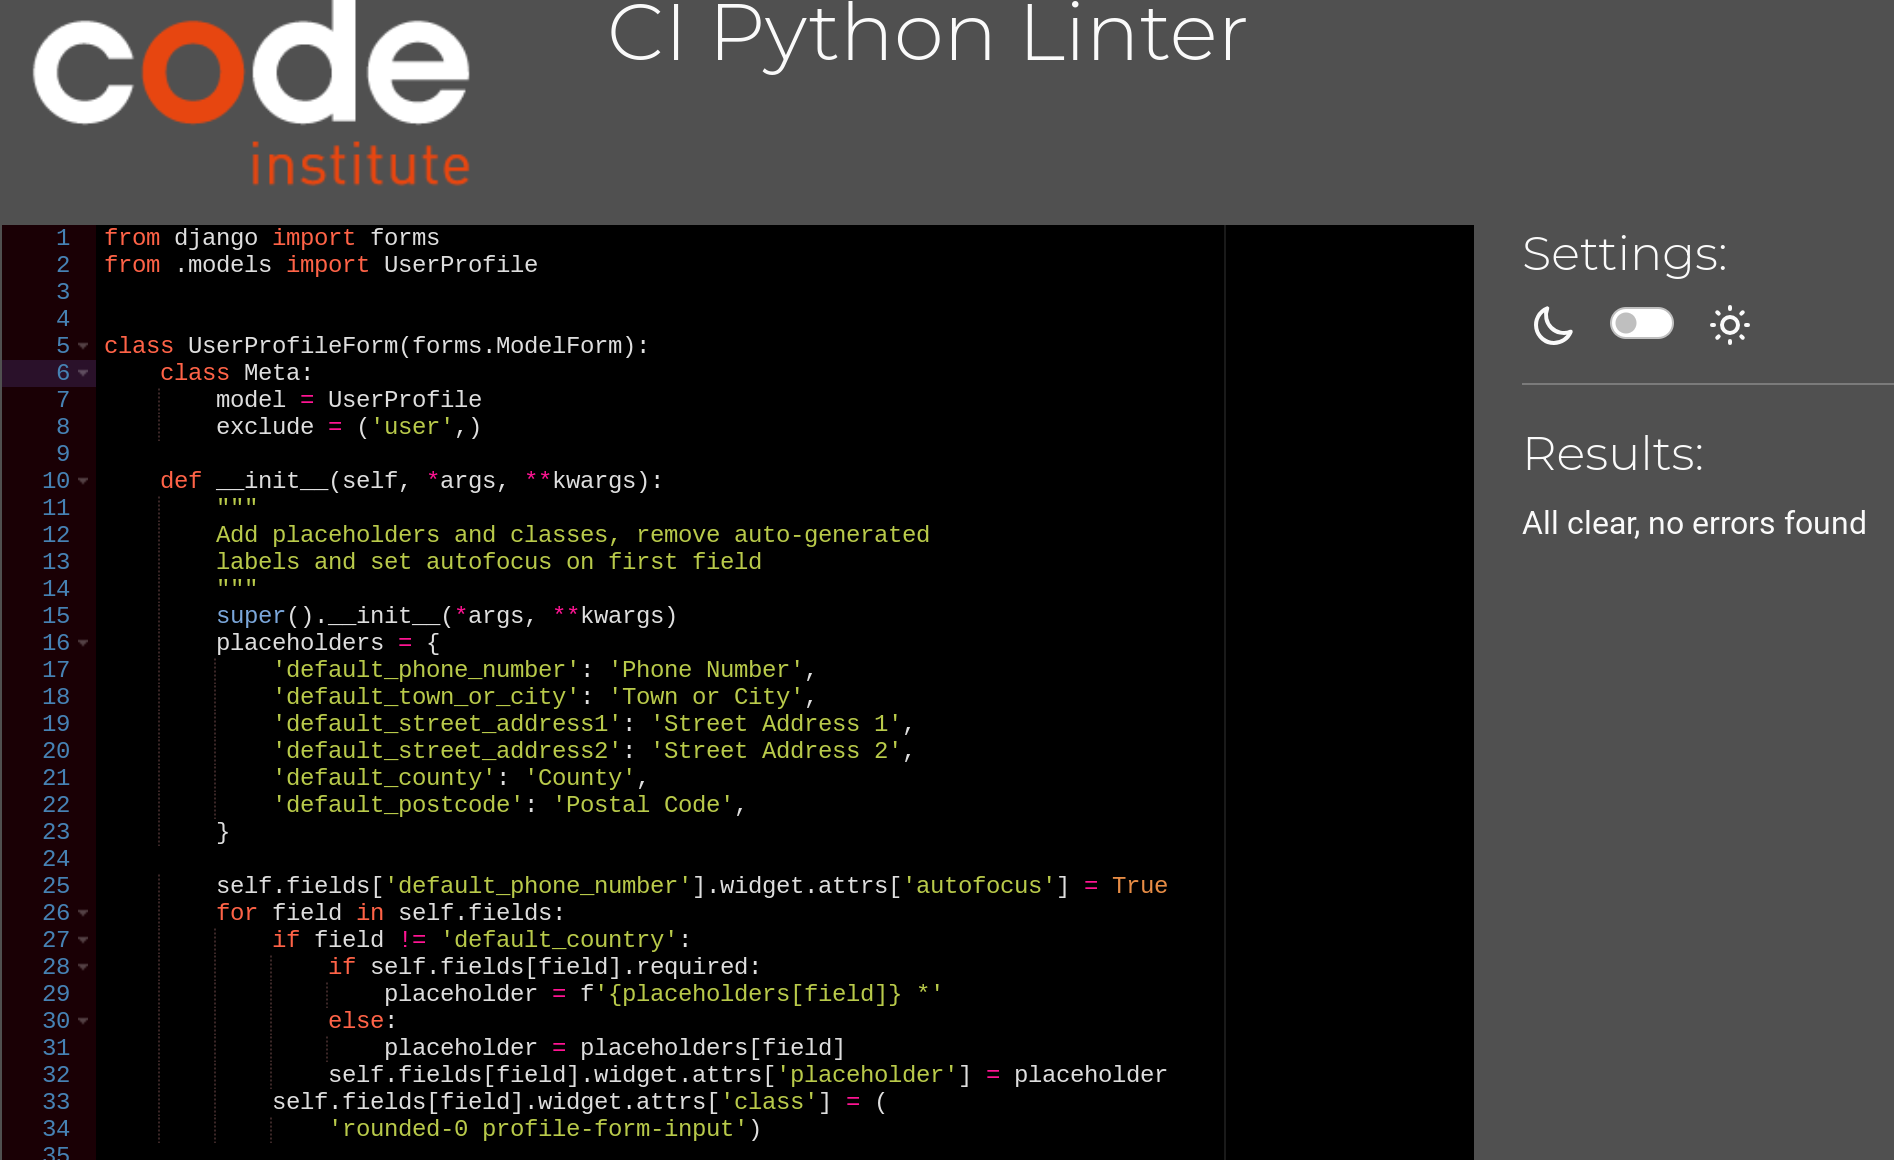 code
institute
CI Python Linter
1 from django import forms
2 from .models import UserProfile
3
4
5 class UserProfileForm(forms.ModelForm):
6     class Meta:
7         model = UserProfile
8         exclude = ('user',)
9
10     def __init__(self, *args, **kwargs):
11         """
12         Add placeholders and classes, remove auto-generated
13         labels and set autofocus on first field
14         """
15         super().__init__(*args, **kwargs)
16         placeholders = {
17             'default_phone_number': 'Phone Number',
18             'default_town_or_city': 'Town or City',
19             'default_street_address1': 'Street Address 1',
20             'default_street_address2': 'Street Address 2',
21             'default_county': 'County',
22             'default_postcode': 'Postal Code',
23         }
24
25         self.fields['default_phone_number'].widget.attrs['autofocus'] = True
26         for field in self.fields:
27             if field != 'default_country':
28                 if self.fields[field].required:
29                     placeholder = f'{placeholders[field]} *'
30                 else:
31                     placeholder = placeholders[field]
32                 self.fields[field].widget.attrs['placeholder'] = placeholder
33             self.fields[field].widget.attrs['class'] = (
34                 'rounded-0 profile-form-input')
35
Settings:
Results:
All clear, no errors found